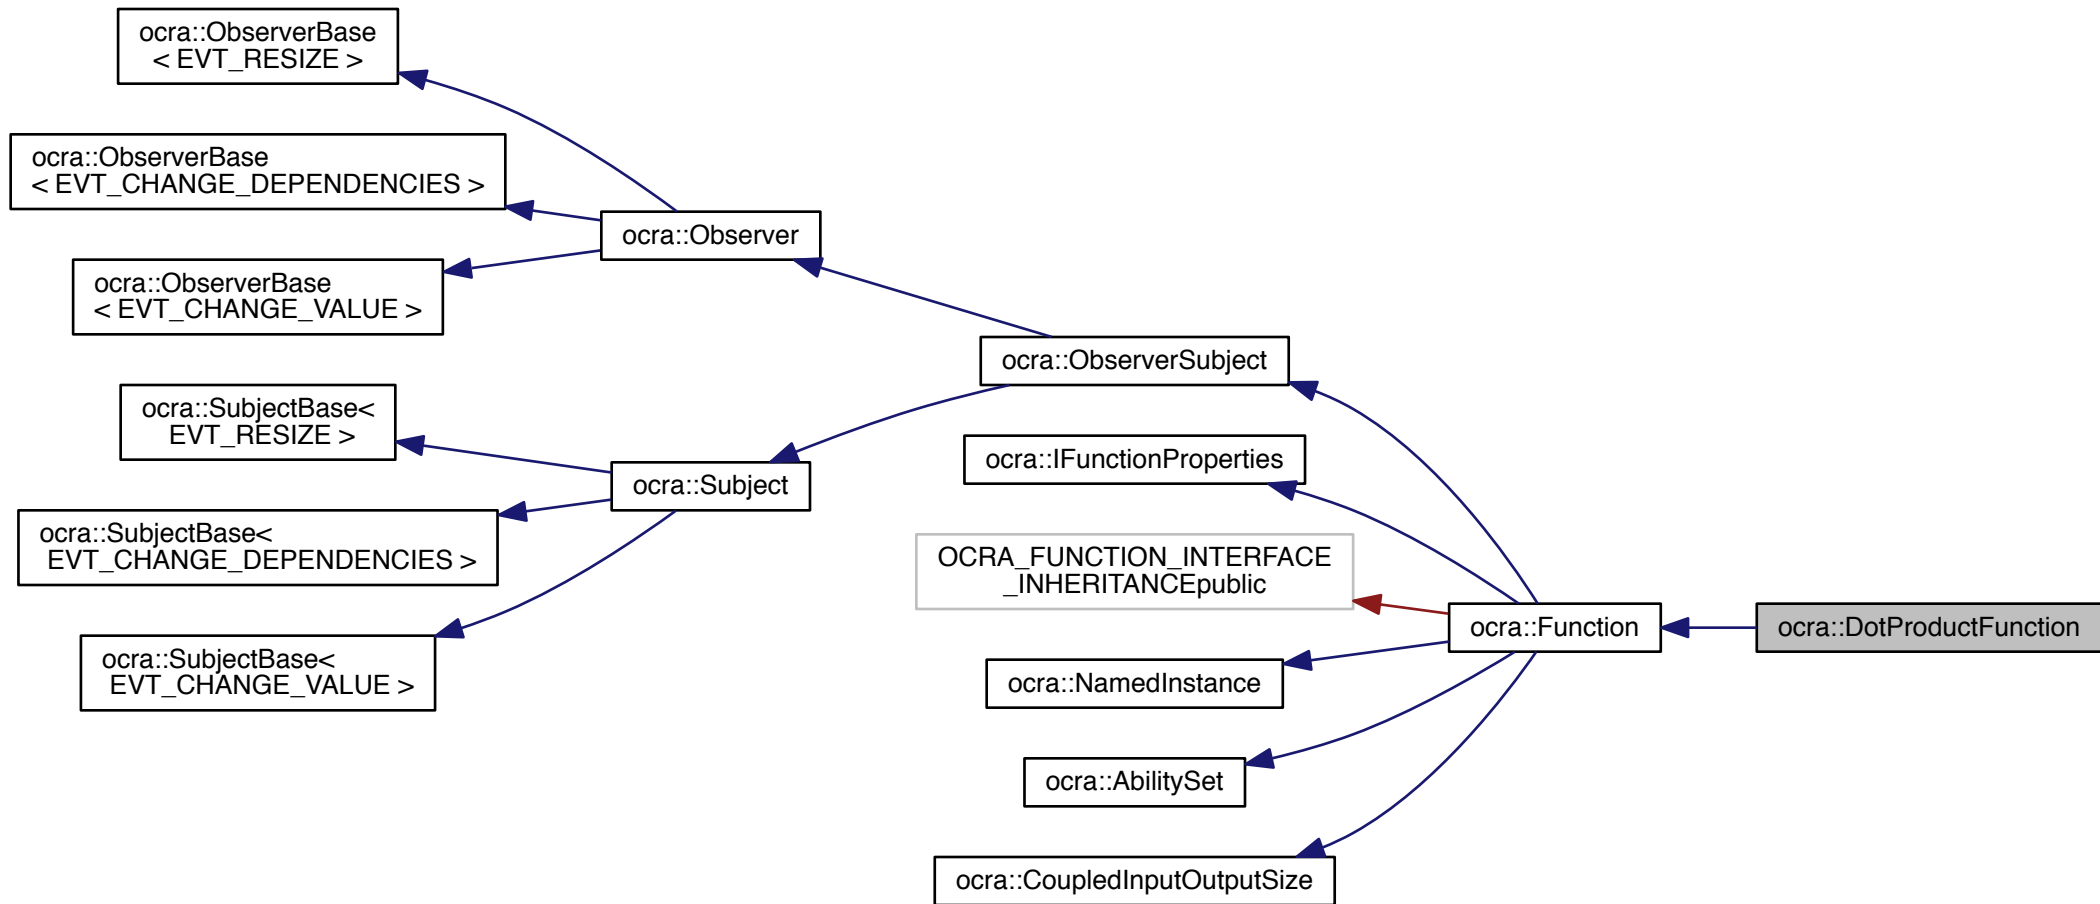 ocra::ObserverBase
< EVT_RESIZE >
ocra::ObserverBase
< EVT_CHANGE_DEPENDENCIES >
ocra::Observer
ocra::ObserverBase
< EVT_CHANGE_VALUE >
ocra::ObserverSubject
ocra::SubjectBase<
EVT_RESIZE >
ocra::IFunctionProperties
ocra::Subject
ocra::SubjectBase<
EVT_CHANGE_DEPENDENCIES >
OCRA_FUNCTION_INTERFACE
_INHERITANCEpublic
ocra::Function
ocra::DotProductFunction
ocra::SubjectBase<
EVT_CHANGE_VALUE >
ocra::NamedInstance
ocra::AbilitySet
ocra::CoupledInputOutputSize